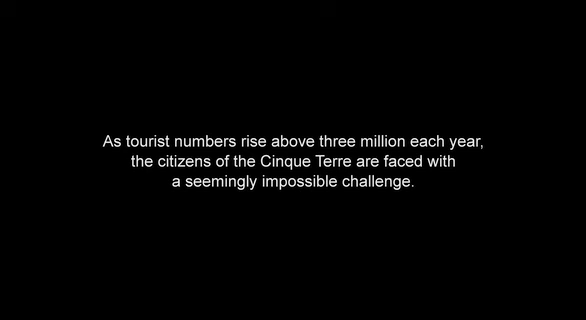 As tourist numbers rise above three million each year,
the citizens of the Cinque Terre are faced with
a seemingly impossible challenge.